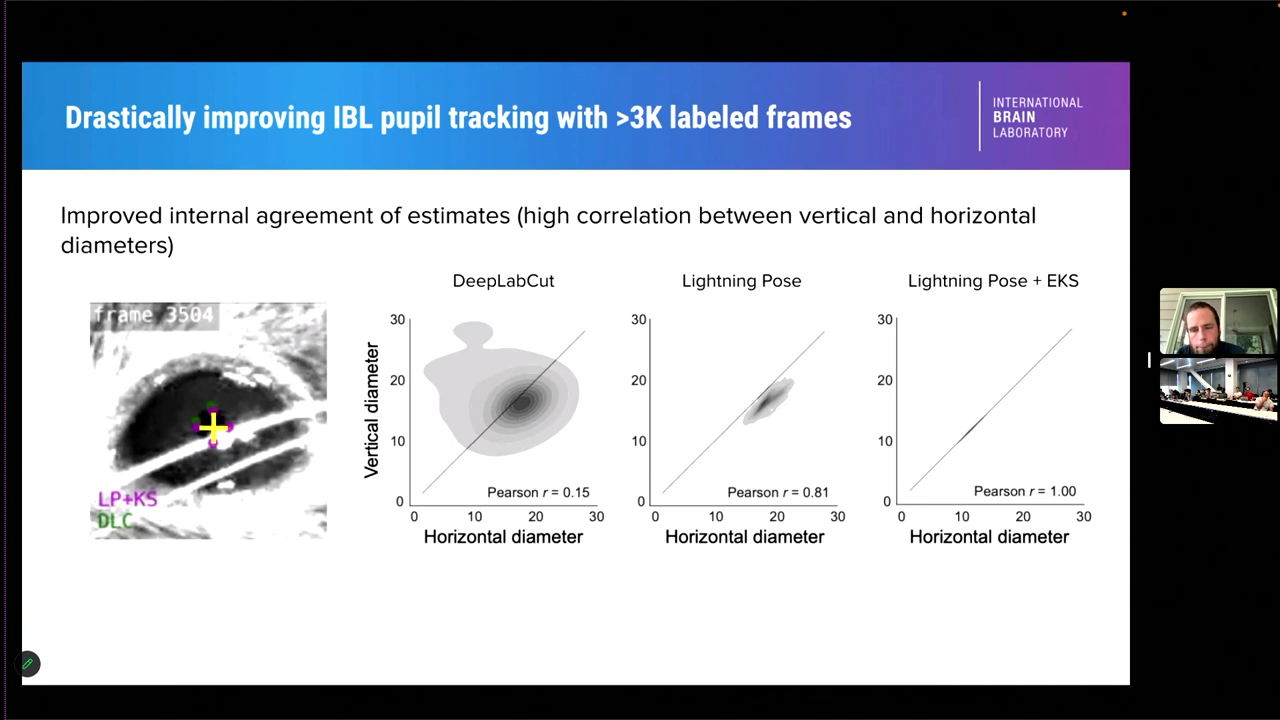 Drastically improving IBL pupil tracking with >3K labeled frames
INTERNATIONAL
BRAIN
LABORATORY
Improved internal agreement of estimates (high correlation between vertical and horizontal
diameters)
DeepLabCut
Lightning Pose
Lightning Pose + EKS
frame 3504
LP+KS
DLC
Vertical diameter
30
20
10
0
Pearson r = 0.15
0 10 20 30
Horizontal diameter
30
20
10
0
Pearson r = 0.81
0 10 20 30
Horizontal diameter
30
20
10
0
Pearson r = 1.00
0 10 20 30
Horizontal diameter